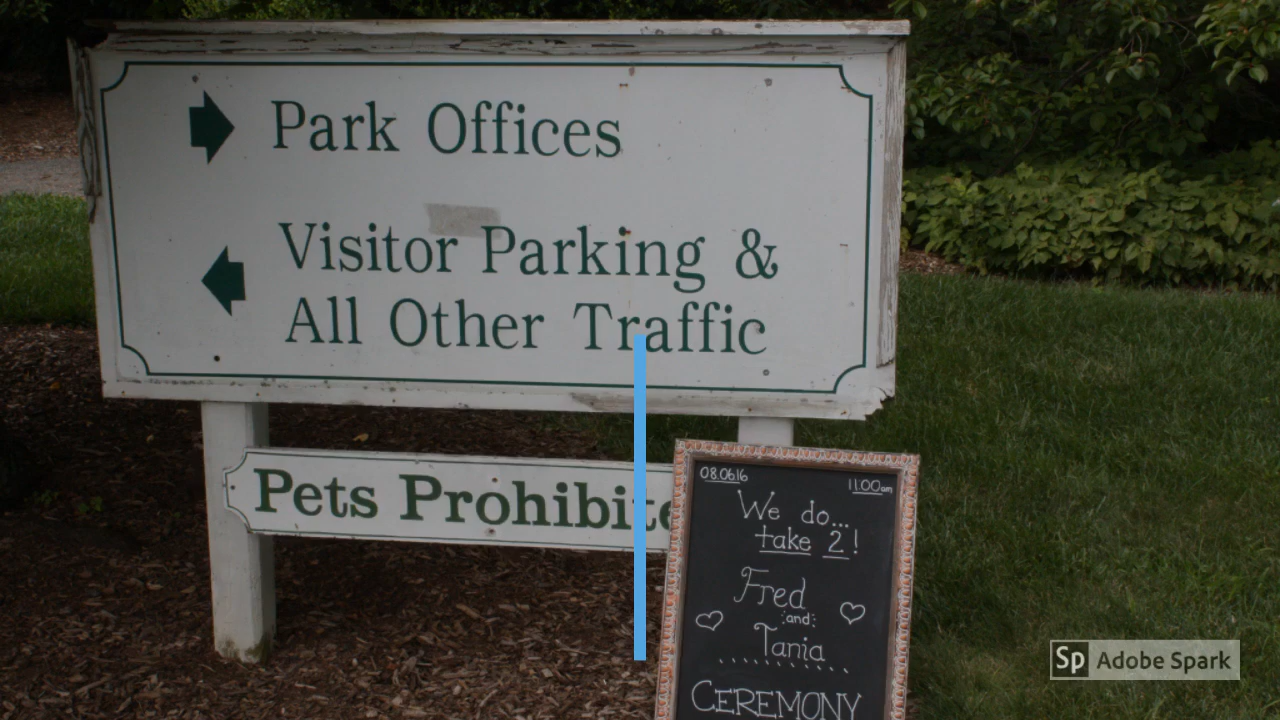 Park Offices
Visitor Parking &
All Other Traffic
Pets Prohibite
08.06.16
11:00am
We do...
take 2!
Fred
and
Tania
CEREMONY
Sp Adobe Spark